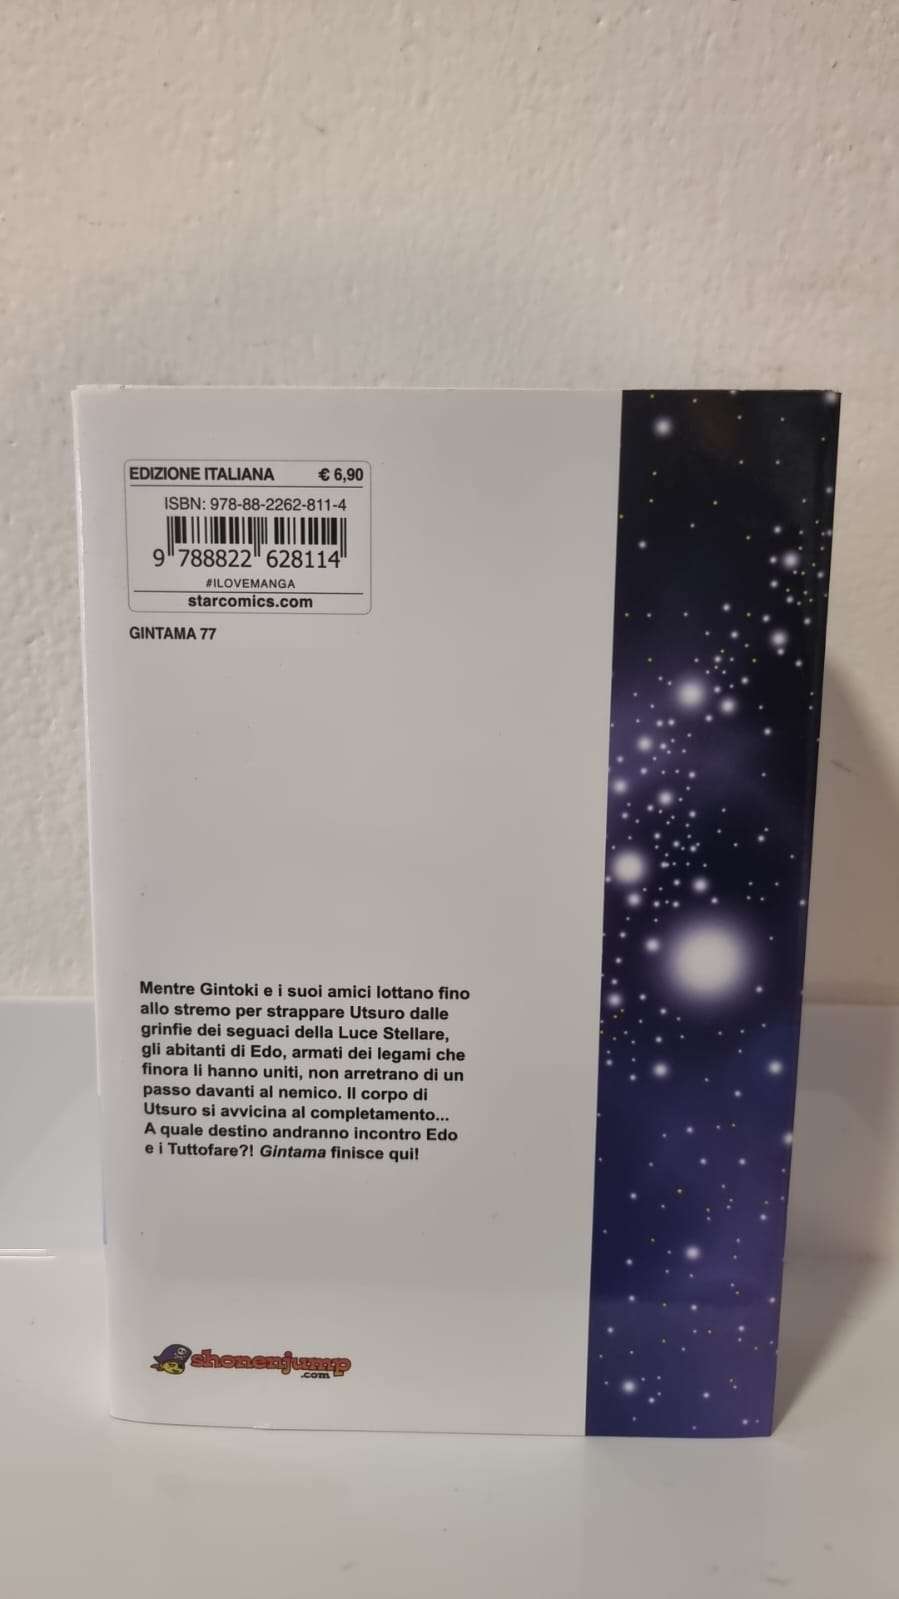 EDIZIONE ITALIANA € 6,90
ISBN: 978-88-2262-811-4
9 788822 628114
#ILOVEMANGA
starcomics.com
GINTAMA 77
Mentre Gintoki e i suoi amici lottano fino
allo stremo per strappare Utsuro dalle
grinfie dei seguaci della Luce Stellare,
gli abitanti di Edo, armati dei legami che
finora li hanno uniti, non arretrano di un
passo davanti al nemico. Il corpo di
Utsuro si avvicina al completamento...
A quale destino andranno incontro Edo
e i Tuttofare?! Gintama finisce qui!
shonenjump
.com